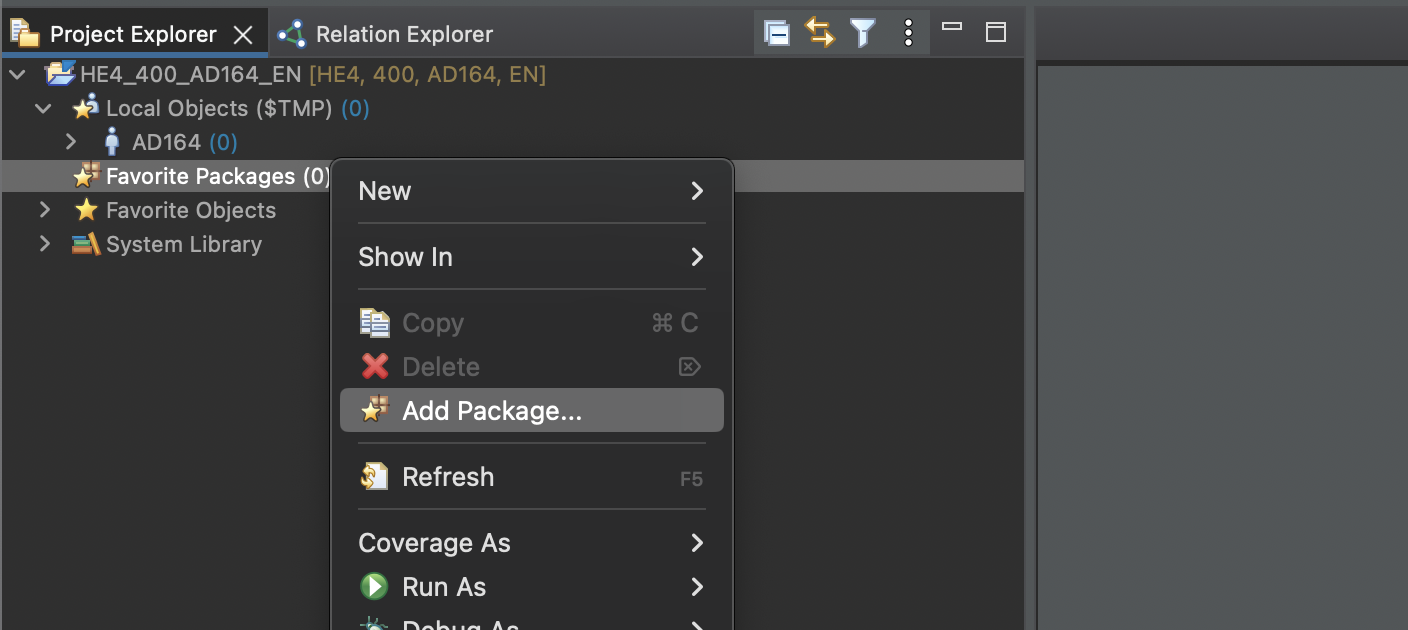 Project Explorer
Relation Explorer
HE4_400_AD164_EN [HE4, 400, AD164, EN]
Local Objects ($TMP) (0)
AD164 (0)
Favorite Packages (0)
Favorite Objects
System Library
New
Show In
Copy ⌘ C
Delete
Add Package...
Refresh F5
Coverage As
Run As
Debug As